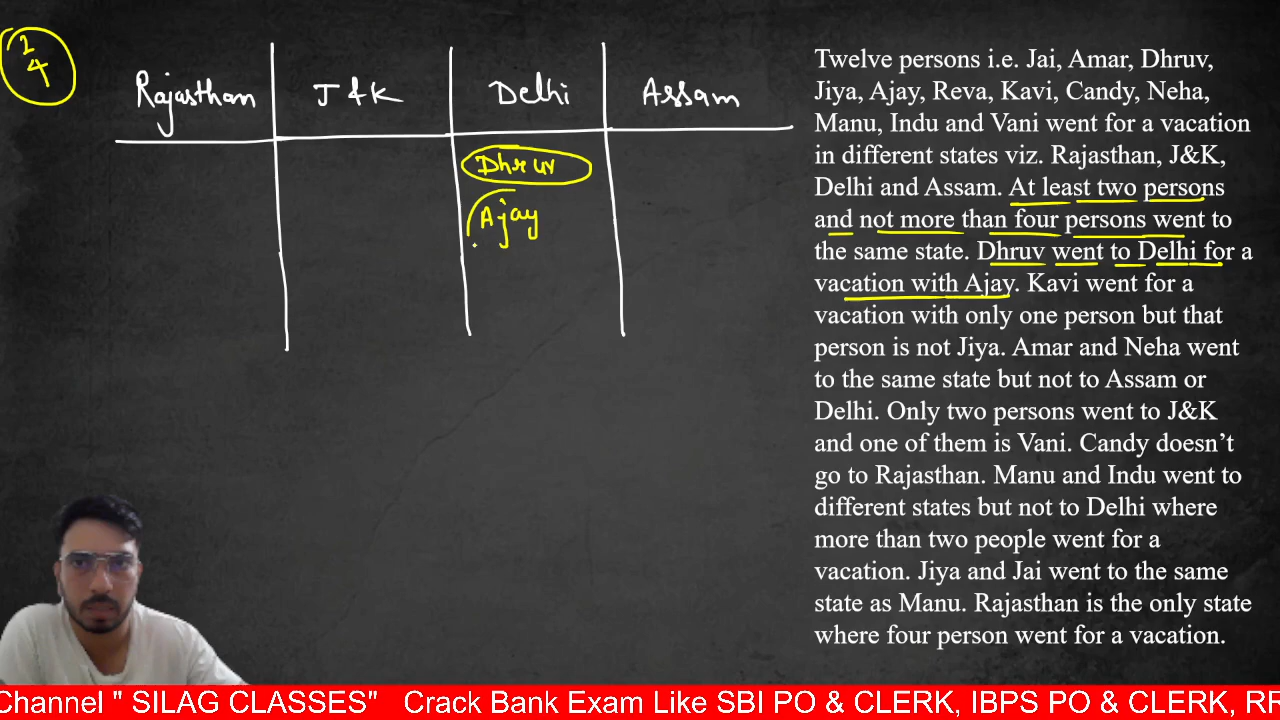 2
4
Rajasthan J &K Delhi Assam
Dhruv
Ajay
Twelve persons i.e. Jai, Amar, Dhruv,
Jiya, Ajay, Reva, Kavi, Candy, Neha,
Manu, Indu and Vani went for a vacation
in different states viz. Rajasthan, J&K,
Delhi and Assam. At least two persons
and not more than four persons went to
the same state. Dhruv went to Delhi for a
vacation with Ajay. Kavi went for a
vacation with only one person but that
person is not Jiya. Amar and Neha went
to the same state but not to Assam or
Delhi. Only two persons went to J&K
and one of them is Vani. Candy doesn’t
go to Rajasthan. Manu and Indu went to
different states but not to Delhi where
more than two people went for a
vacation. Jiya and Jai went to the same
state as Manu. Rajasthan is the only state
where four person went for a vacation.
Channel " SILAG CLASSES" Crack Bank Exam Like SBI PO & CLERK, IBPS PO & CLERK, RR